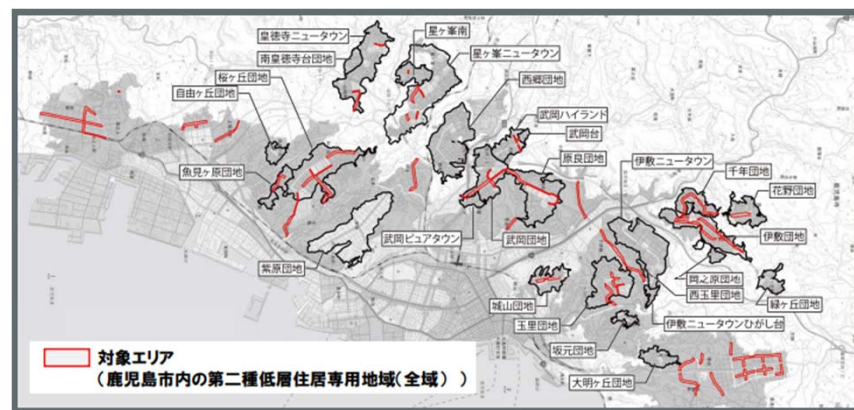 皇徳寺ニュータウン
星ヶ峯南
南皇徳寺台団地
星ヶ峯ニュータウン
桜ヶ丘団地
西郷団地
自由ヶ丘団地
武岡ハイランド
武岡台
原良団地
伊敷ニュータウン
千年団地
花野団地
魚見ヶ原団地
武岡ピュアタウン
武岡団地
伊敷団地
紫原団地
岡之原団地
西玉里団地
緑ヶ丘団地
城山団地
玉里団地
伊敷ニュータウンひがし台
坂元団地
大明ヶ丘団地
対象エリア
（鹿児島市内の第二種低層住居専用地域（全域））